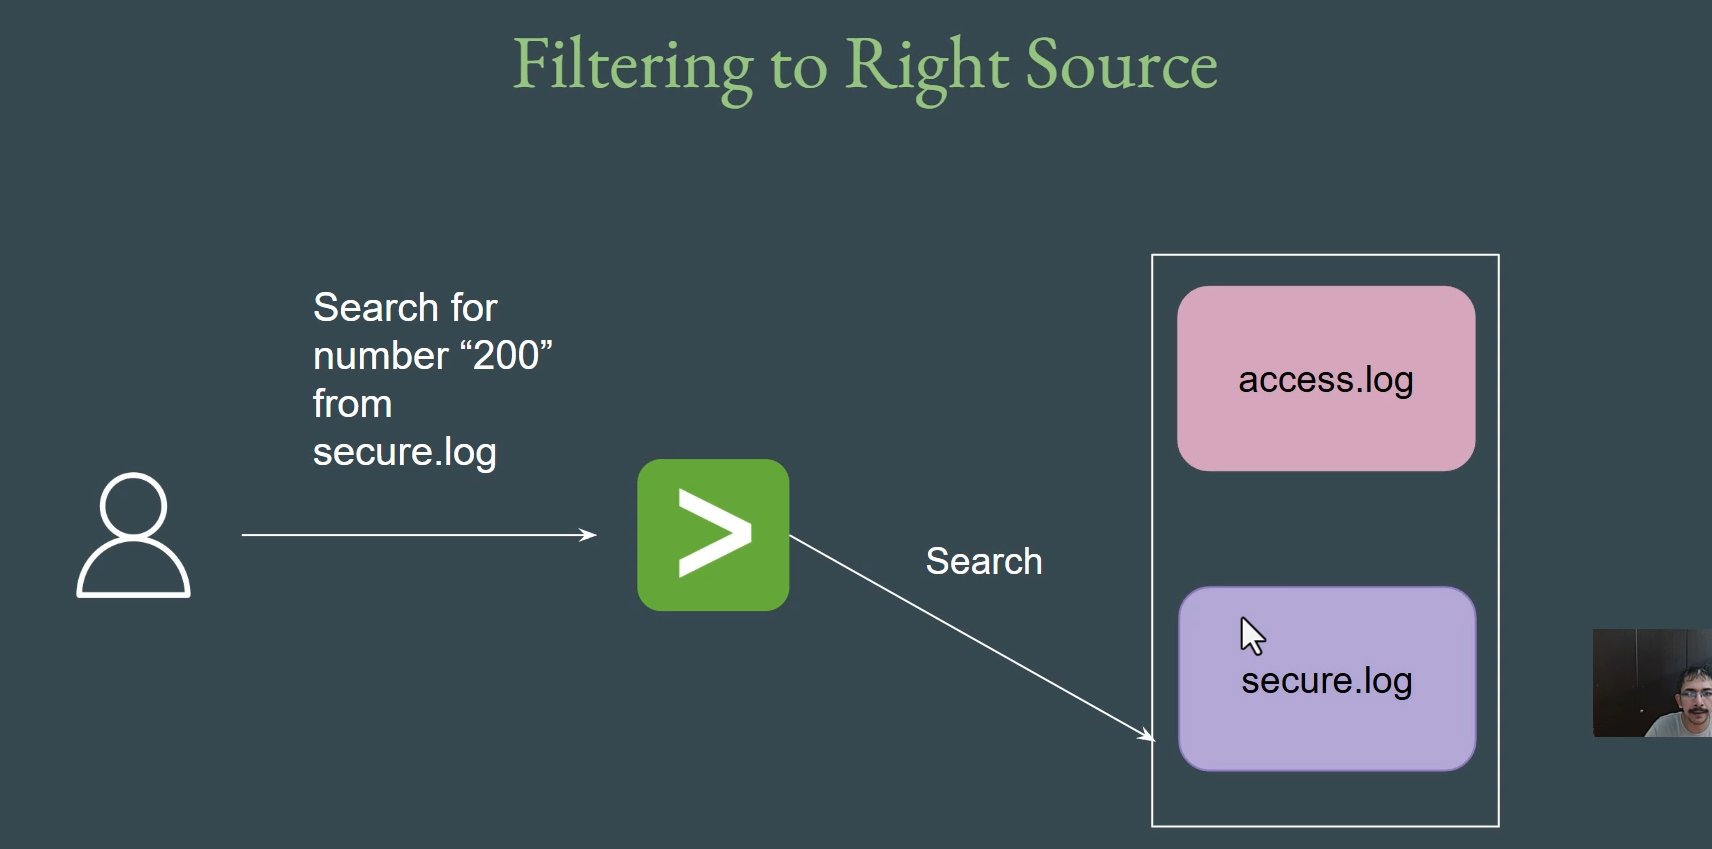 Filtering to Right Source
Search for
number “200”
from
secure.log
Search
access.log
secure.log